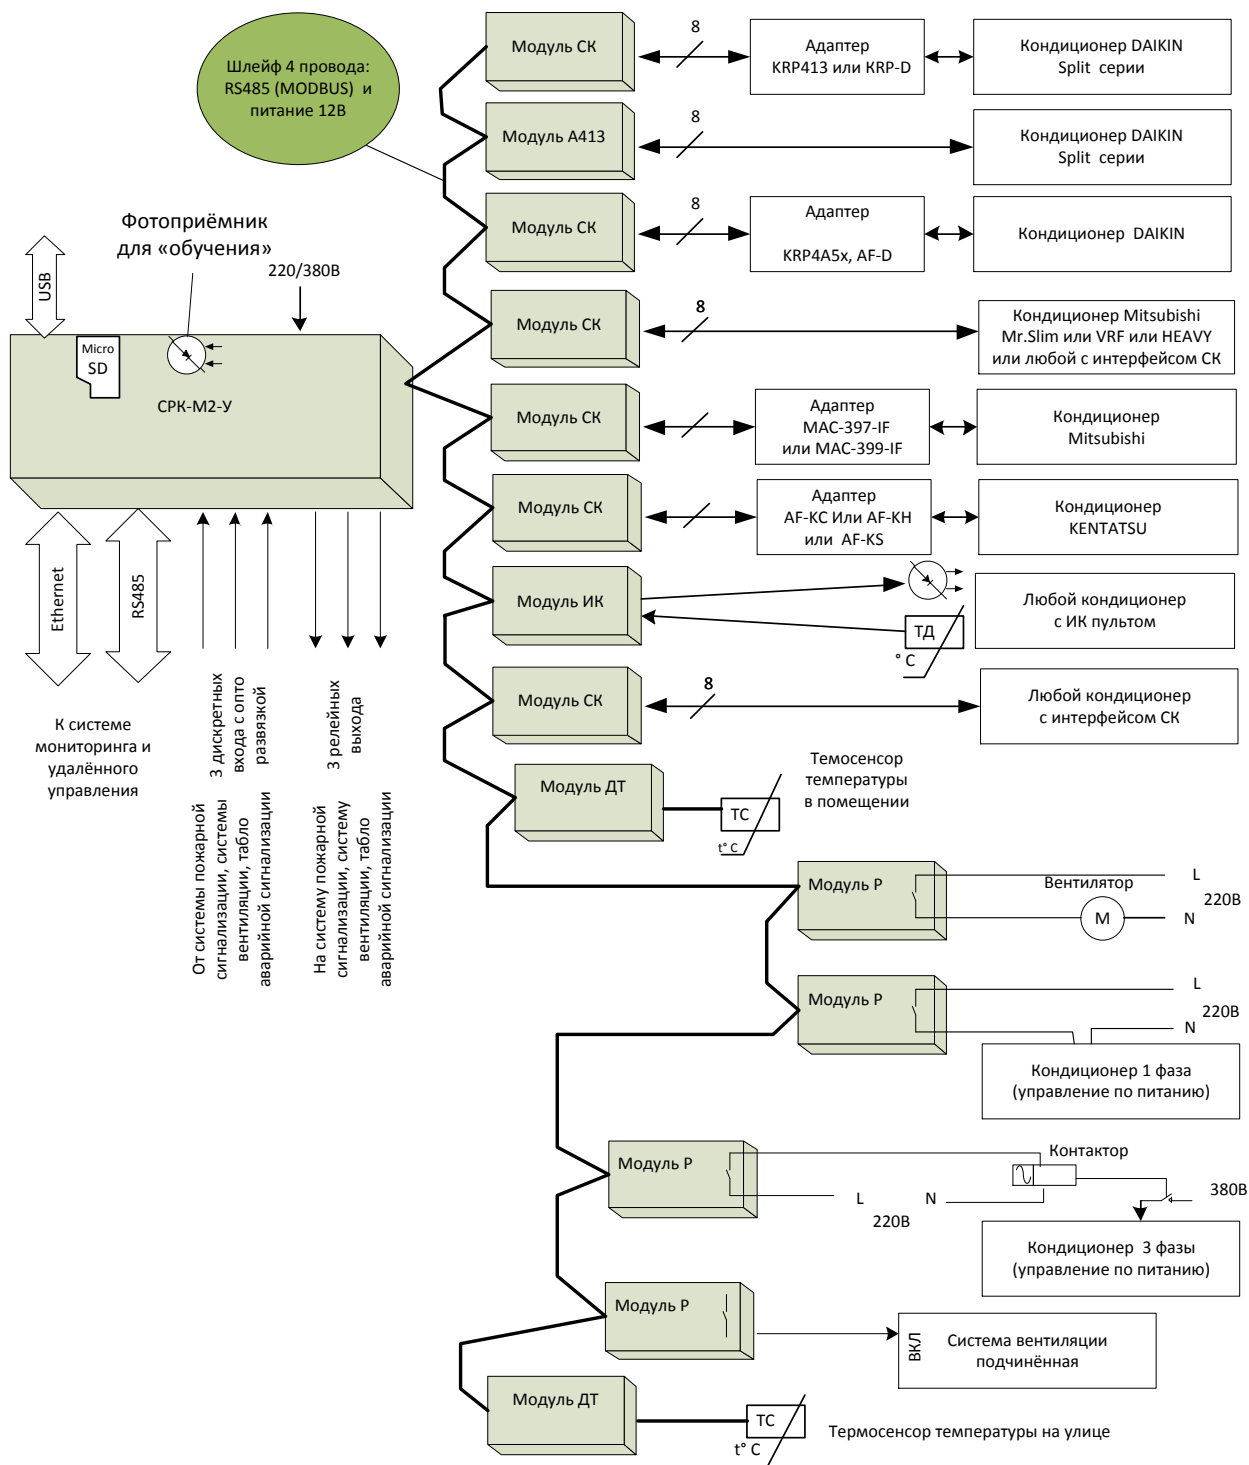 Шлейф 4 провода:
RS485 (MODBUS) и
питание 12В
Модуль СК
8
Адаптер
KRP413 или KRP-D
Кондиционер DAIKIN
Split серии
Модуль А413
8
Кондиционер DAIKIN
Split серии
Модуль СК
8
Адаптер
KRP4A5x, AF-D
Кондиционер DAIKIN
Фотоприёмник
для «обучения»
220/380В
USB
Micro
SD
СРК-М2-У
Модуль СК
8
Кондиционер Mitsubishi
Mr.Slim или VRF или HEAVY
или любой с интерфейсом СК
Модуль СК
Адаптер
MAC-397-IF
или MAC-399-IF
Кондиционер
Mitsubishi
Модуль СК
Адаптер
AF-KC Или AF-KH
или AF-KS
Кондиционер
KENTATSU
Ethernet
RS485
Модуль ИК
ТД
° C
Любой кондиционер
с ИК пультом
Модуль СК
8
Любой кондиционер
с интерфейсом СК
К системе
мониторинга и
удалённого
управления
3 дискретных
входа с опто
развязкой
3 релейных
выхода
От системы пожарной
сигнализации, системы
вентиляции, табло
аварийной сигнализации
На систему пожарной
сигнализации, систему
вентиляции, табло
аварийной сигнализации
Модуль ДТ
ТС
t° C
Темосенсор
температуры
в помещении
Модуль Р
Вентилятор
М
L
220В
N
Модуль Р
L
220В
N
Кондиционер 1 фаза
(управление по питанию)
Модуль Р
L
N
220В
Контактор
380В
Кондиционер 3 фазы
(управление по питанию)
Модуль Р
ВКЛ
Система вентиляции
подчинённая
Модуль ДТ
ТС
t° C
Термосенсор температуры на улице